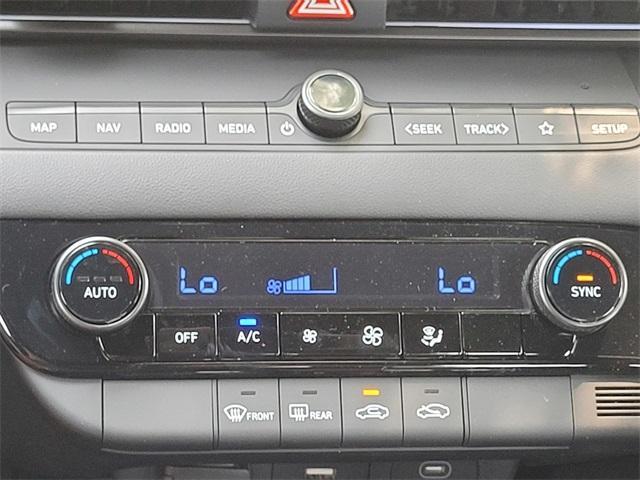 MAP NAV RADIO MEDIA <SEEK TRACK> SETUP
Lo Lo
AUTO SYNC
OFF A/C
FRONT REAR